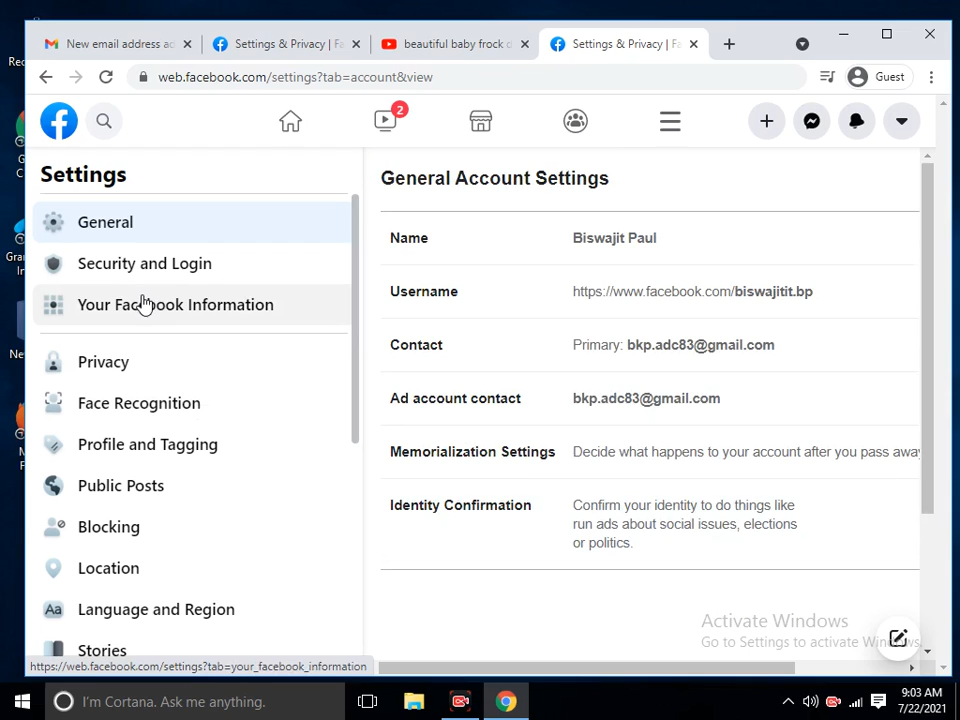 New email address ad
Settings & Privacy | Fa
beautiful baby frock d
Settings & Privacy | Fa
web.facebook.com/settings?tab=account&view
Guest
2
Settings
General
Security and Login
Your Facebook Information
Privacy
Face Recognition
Profile and Tagging
Public Posts
Blocking
Location
Language and Region
Stories
General Account Settings
Name Biswajit Paul
Username https://www.facebook.com/biswajitit.bp
Contact Primary: bkp.adc83@gmail.com
Ad account contact bkp.adc83@gmail.com
Memorialization Settings Decide what happens to your account after you pass away
Identity Confirmation Confirm your identity to do things like
run ads about social issues, elections
or politics.
Activate Windows
Go to Settings to activate Windows.
https://web.facebook.com/settings?tab=your_facebook_information
I'm Cortana. Ask me anything.
9:03 AM
7/22/2021